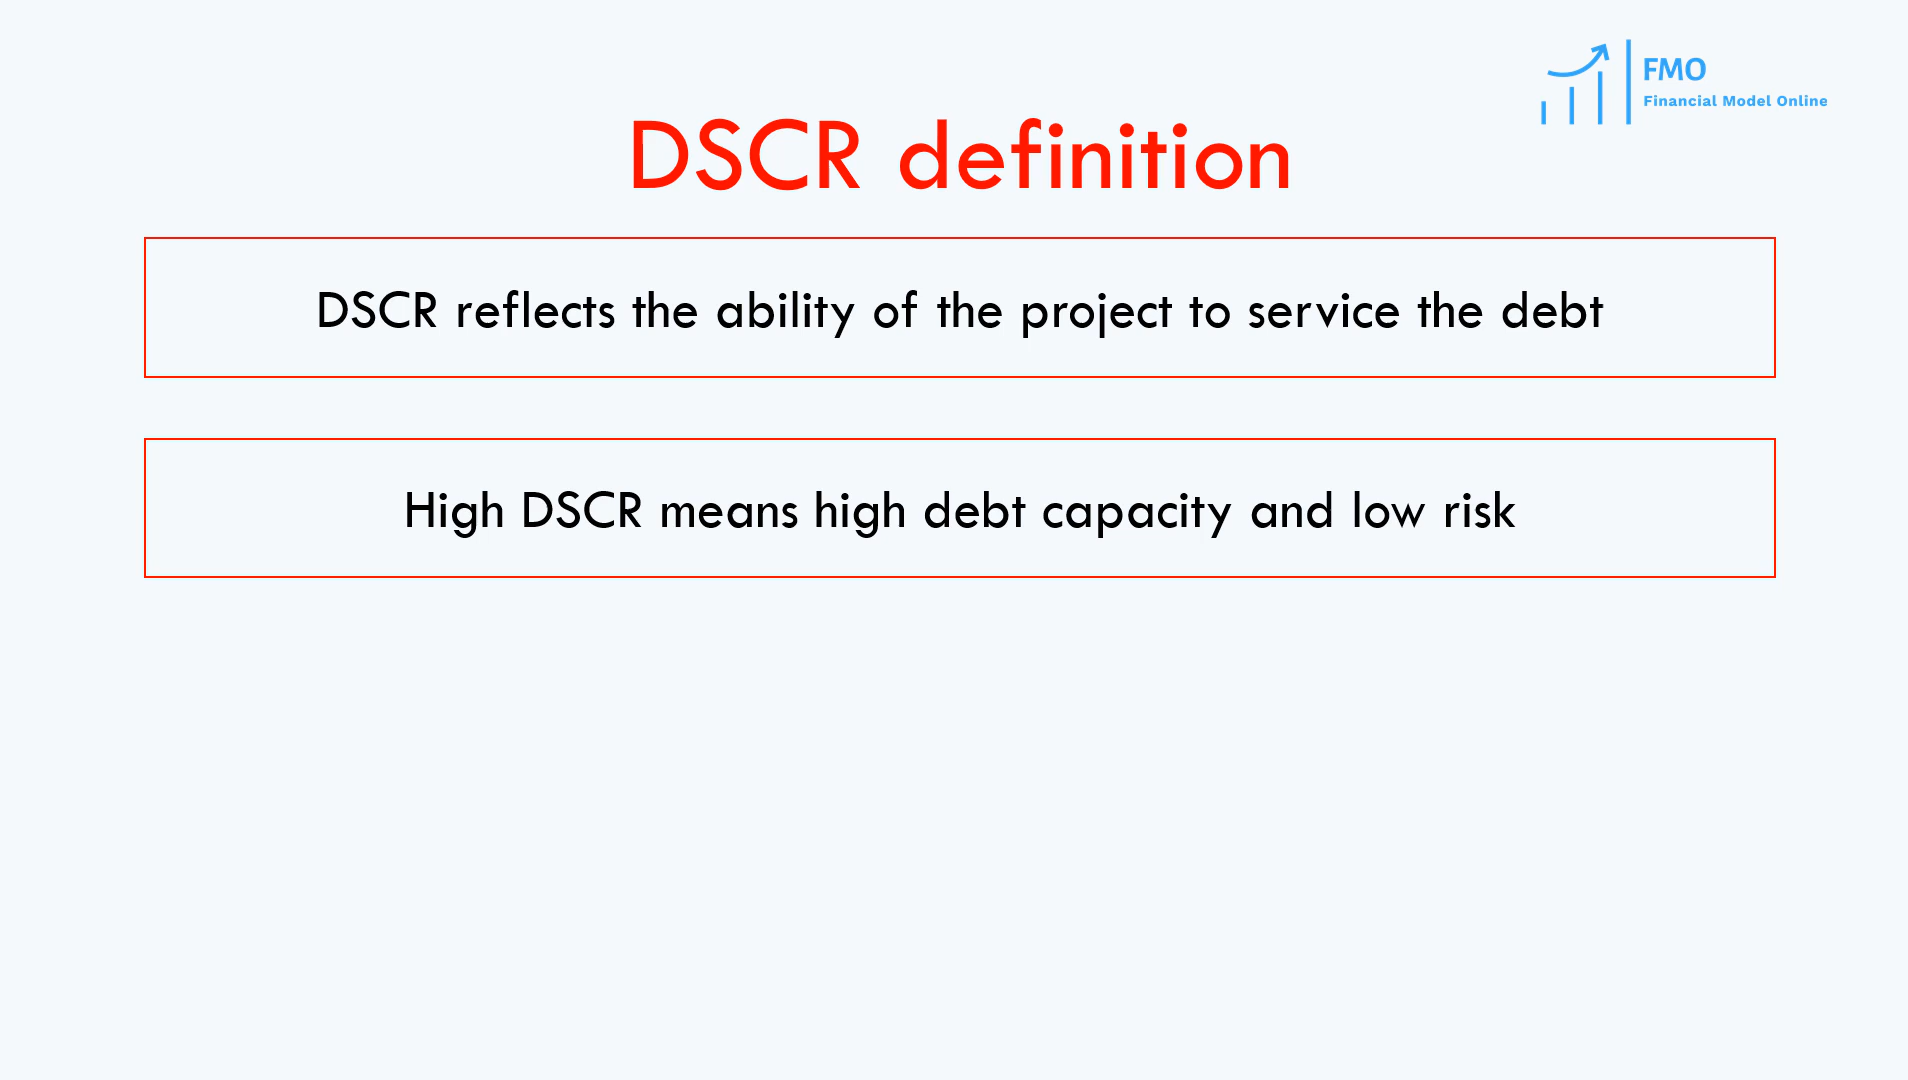 FMO
Financial Model Online
DSCR definition
DSCR reflects the ability of the project to service the debt
High DSCR means high debt capacity and low risk